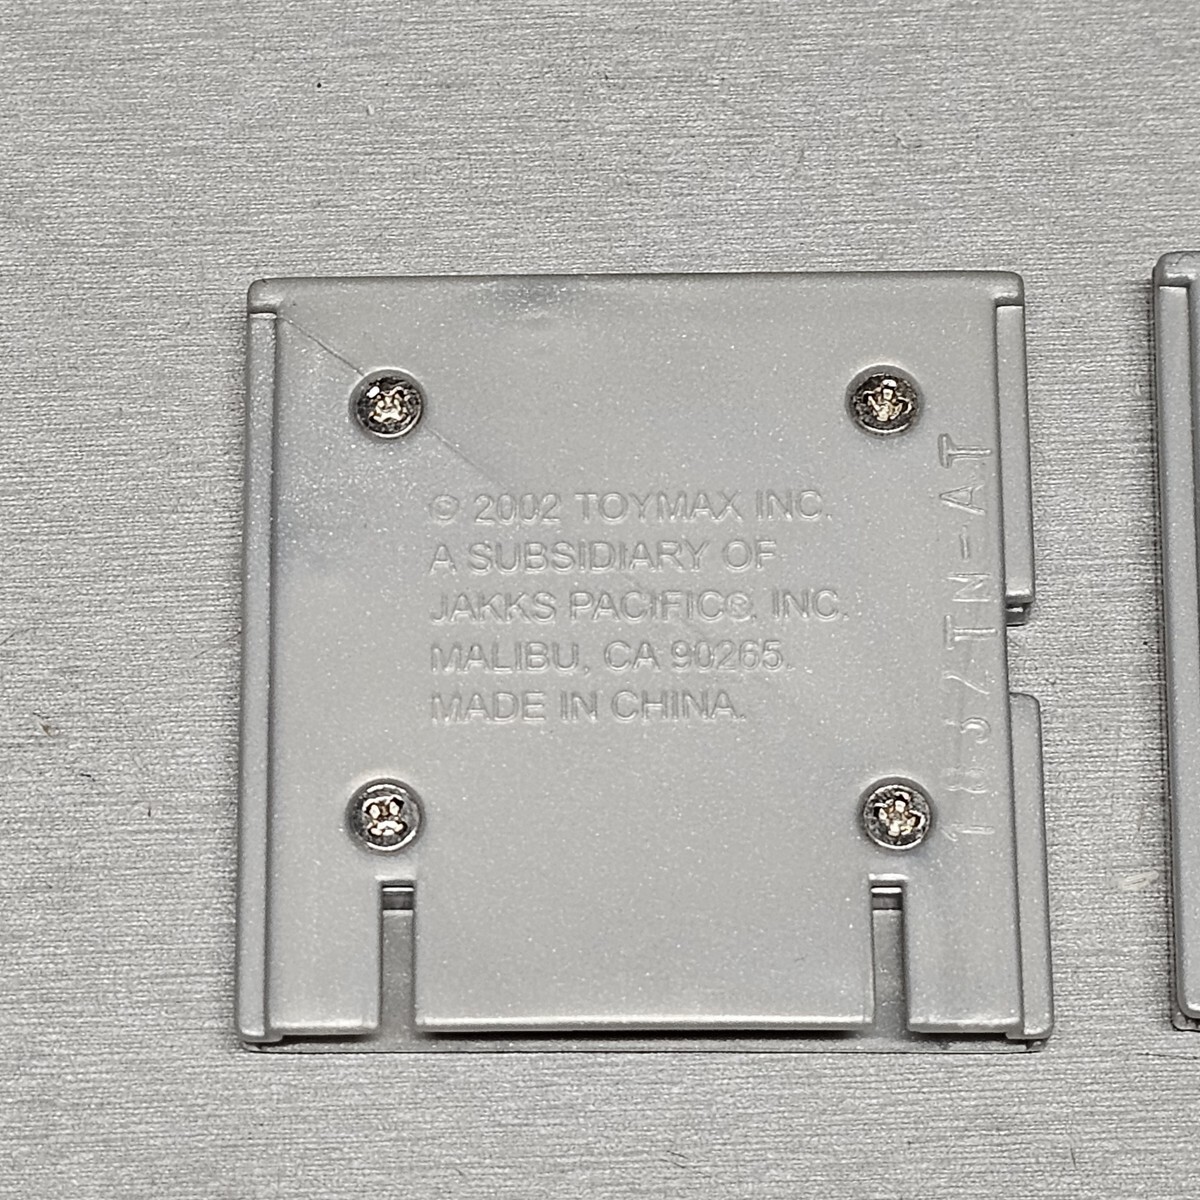 © 2002 TOYMAX INC.
A SUBSIDIARY OF
JAKKS PACIFIC®, INC.
MALIBU, CA 90265.
MADE IN CHINA.